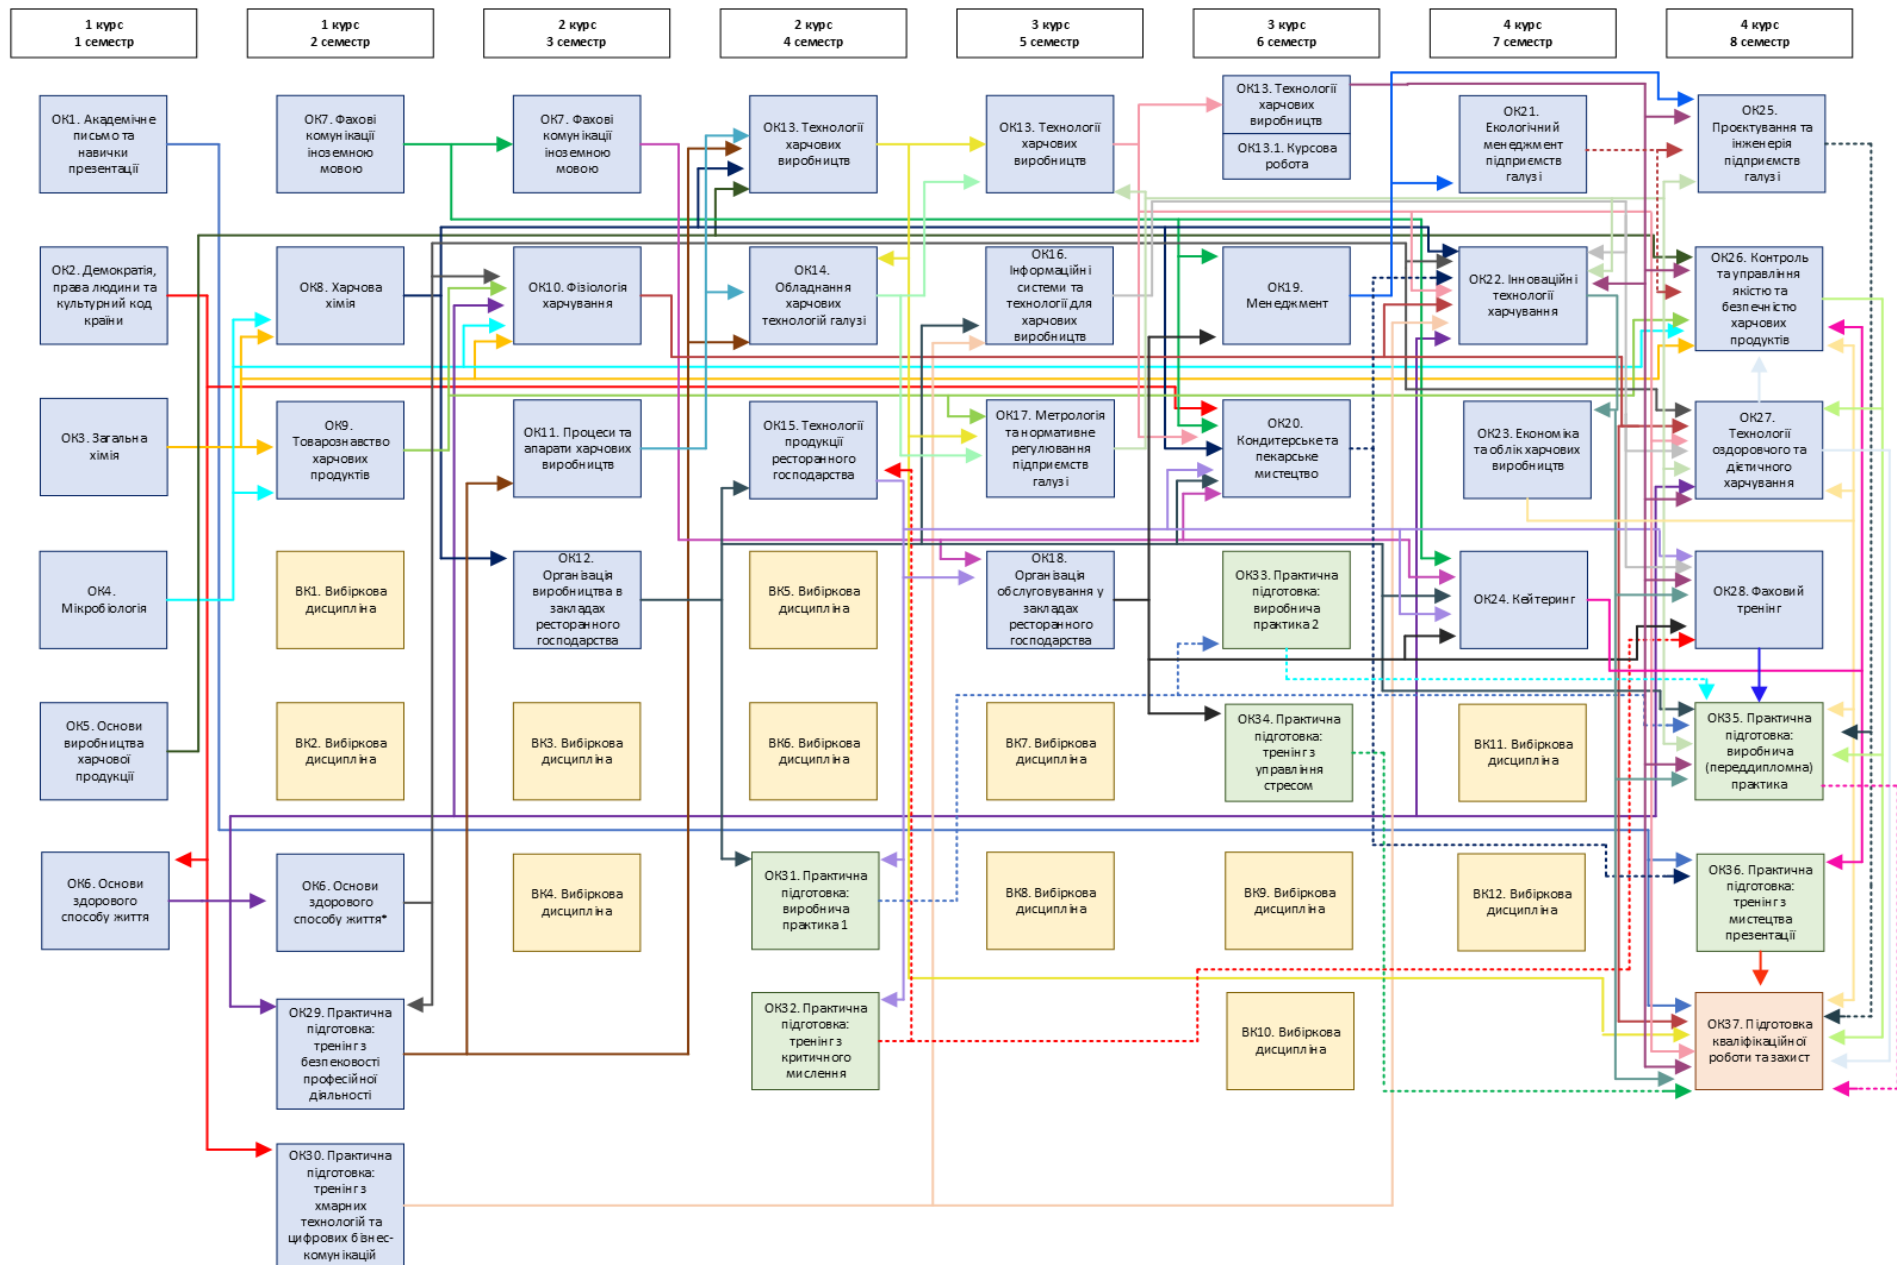 1 курс
1 семестр
1 курс
2 семестр
2 курс
3 семестр
2 курс
4 семестр
3 курс
5 семестр
3 курс
6 семестр
4 курс
7 семестр
4 курс
8 семестр
ОК1. Академічне
письмо та
навички
презентації
ОК2. Демократія,
права людини та
культурний код
країни
ОК3. Загальна
хімія
ОК4.
Мікробіологія
ОК5. Основи
виробництва
харчової
продукції
ОК6. Основи
здорового
способу життя
ОК7. Фахові
комунікації
іноземною
мовою
ОК8. Харчова
хімія
ОК9.
Товарознавство
харчових
продуктів
ВК1. Вибіркова
дисципліна
ВК2. Вибіркова
дисципліна
ОК6. Основи
здорового
способу життя*
ОК29. Практична
підготовка:
тренінг з
безпековості
професійної
діяльності
ОК30. Практична
підготовка:
тренінг з
хмарних
технологій та
цифрових бізнес-
комунікацій
ОК7. Фахові
комунікації
іноземною
мовою
ОК10. Фізіологія
харчування
ОК11. Процеси та
апарати харчових
виробництв
ОК12.
Організація
виробництва в
закладах
ресторанного
господарства
ВК3. Вибіркова
дисципліна
ВК4. Вибіркова
дисципліна
ОК13. Технології
харчових
виробництв
ОК14.
Обладнання
харчових
технологій галузі
ОК15. Технології
продукції
ресторанного
господарства
ВК5. Вибіркова
дисципліна
ВК6. Вибіркова
дисципліна
ОК31. Практична
підготовка:
виробнича
практика 1
ОК32. Практична
підготовка:
тренінг з
критичного
мислення
ОК13. Технології
харчових
виробництв
ОК16.
Інформаційні
системи та
технології для
харчових
виробництв
ОК17. Метрологія
та нормативне
регулювання
підприємств
галузі
ОК18.
Організація
обслуговування у
закладах
ресторанного
господарства
ВК7. Вибіркова
дисципліна
ВК8. Вибіркова
дисципліна
ОК13. Технології
харчових
виробництв
ОК13.1. Курсова
робота
ОК19.
Менеджмент
ОК20.
Кондитерське та
пекарське
мистецтво
ОК33. Практична
підготовка:
виробнича
практика 2
ОК34. Практична
підготовка:
тренінг з
управління
стресом
ВК9. Вибіркова
дисципліна
ВК10. Вибіркова
дисципліна
ОК21.
Екологічний
менеджмент
підприємств
галузі
ОК22. Інноваційні
технології
харчування
ОК23. Економіка
та облік харчових
виробництв
ОК24. Кейтеринг
ВК11. Вибіркова
дисципліна
ВК12. Вибіркова
дисципліна
ОК25.
Проєктування та
інженерія
підприємств
галузі
ОК26. Контроль
та управління
якістю та
безпечністю
харчових
продуктів
ОК27.
Технології
оздоровчого та
дієтичного
харчування
ОК28. Фаховий
тренінг
ОК35. Практична
підготовка:
виробнича
(переддипломна)
практика
ОК36. Практична
підготовка:
тренінг з
мистецтва
презентації
ОК37. Підготовка
кваліфікаційної
роботи та захист